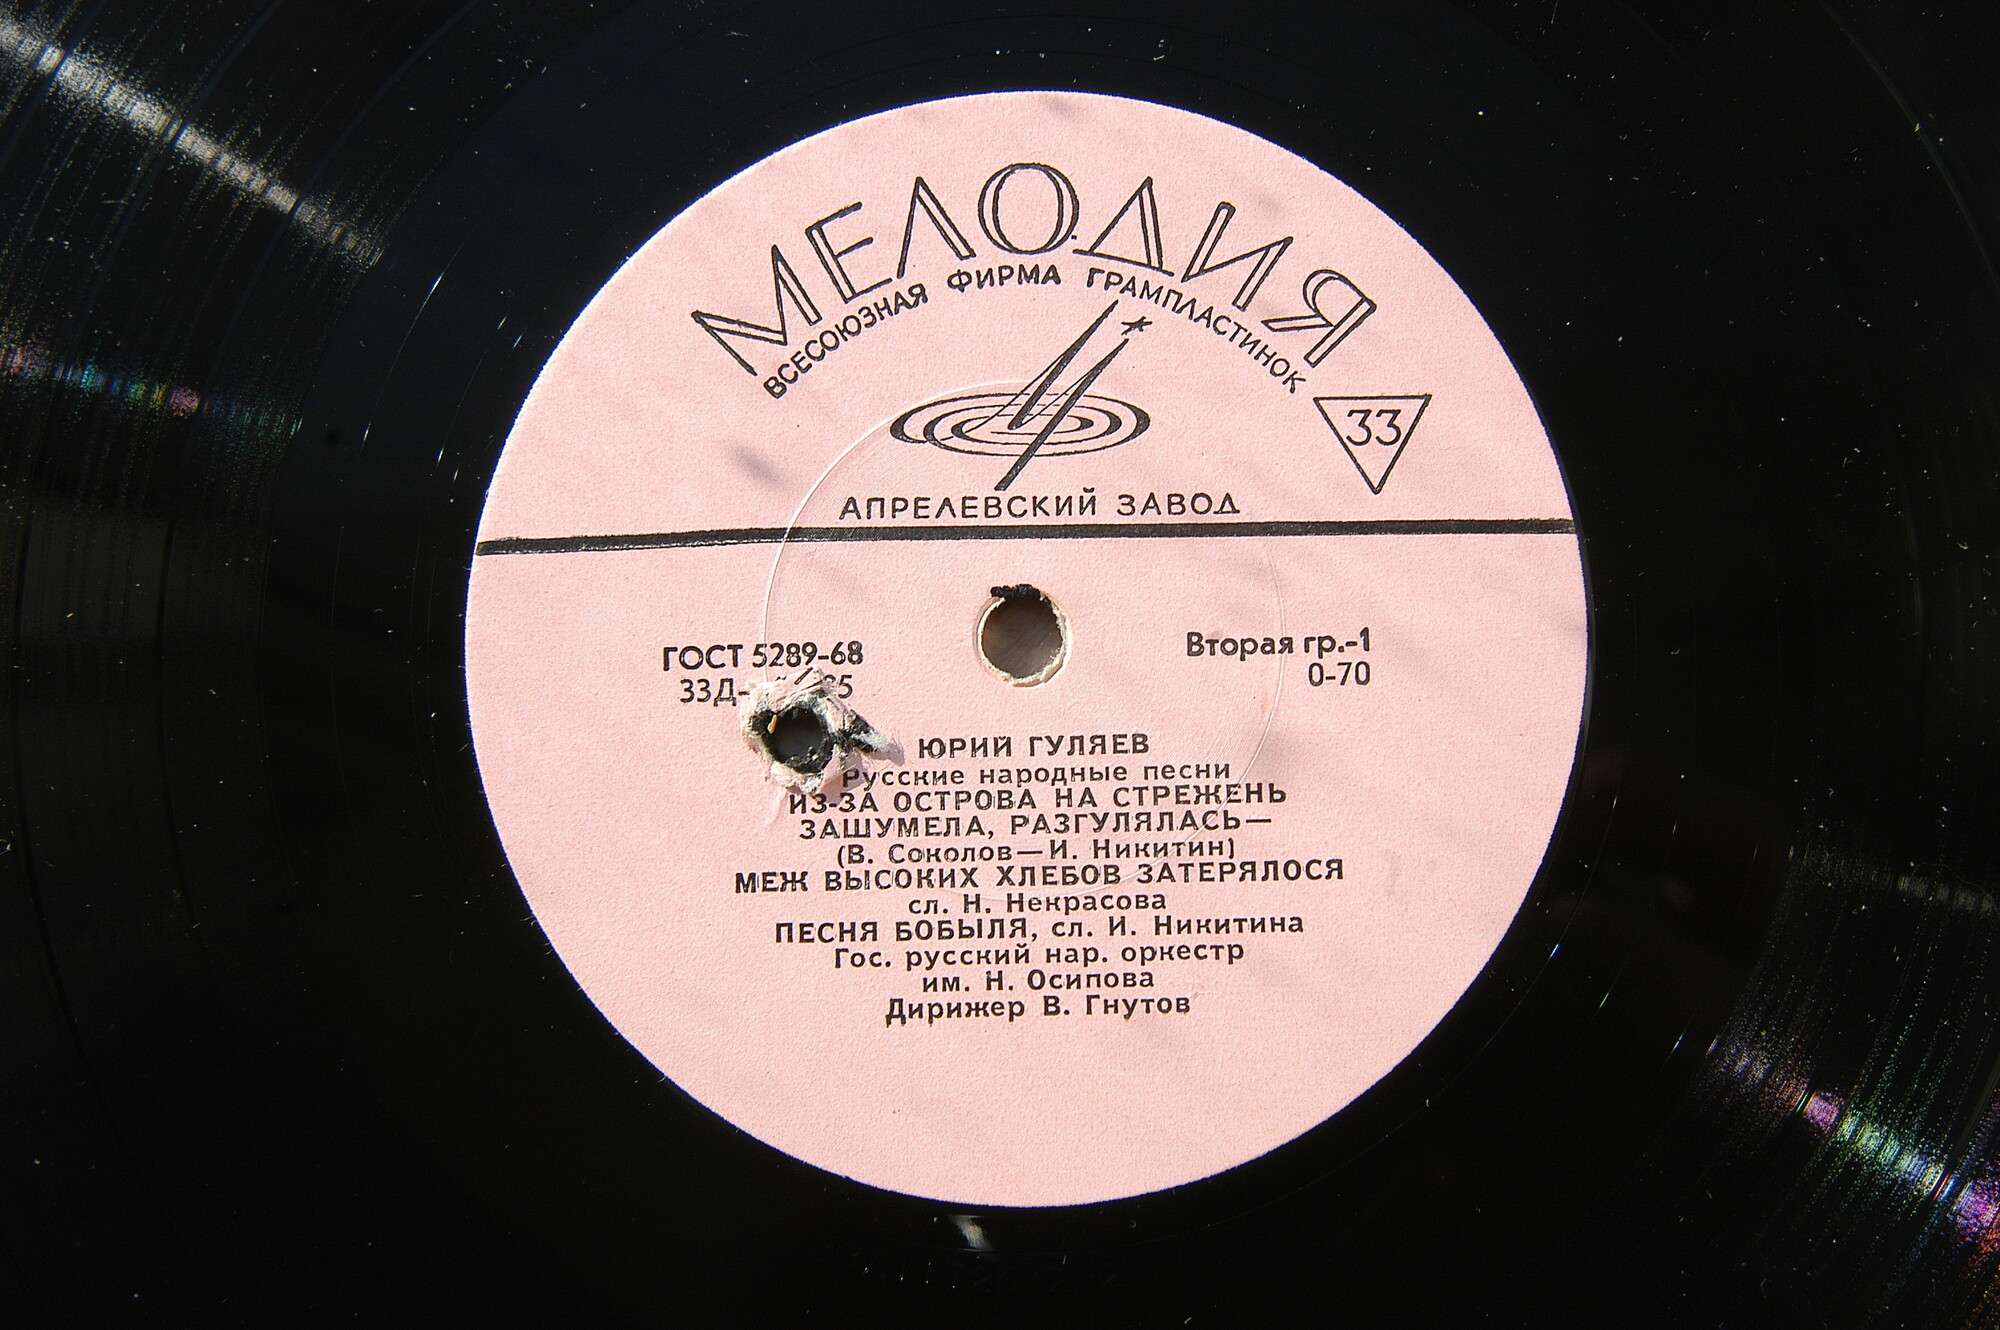 МЕЛОДИЯ
ВСЕСОЮЗНАЯ ФИРМА ГРАМПЛАСТИНОК
33
АПРЕЛЕВСКИЙ ЗАВОД
ГОСТ 5289-68
Вторая гр.-1
0-70
ЮРИЙ ГУЛЯЕВ
Русские народные песни
ИЗ-ЗА ОСТРОВА НА СТРЕЖЕНЬ
ЗАШУМЕЛА, РАЗГУЛЯЛАСЬ—
(В. Соколов—И. Никитин)
МЕЖ ВЫСОКИХ ХЛЕБОВ ЗАТЕРЯЛОСЯ
сл. Н. Некрасова
ПЕСНЯ БОБЫЛЯ, сл. И. Никитина
Гос. русский нар. оркестр
им. Н. Осипова
Дирижер В. Гнутов